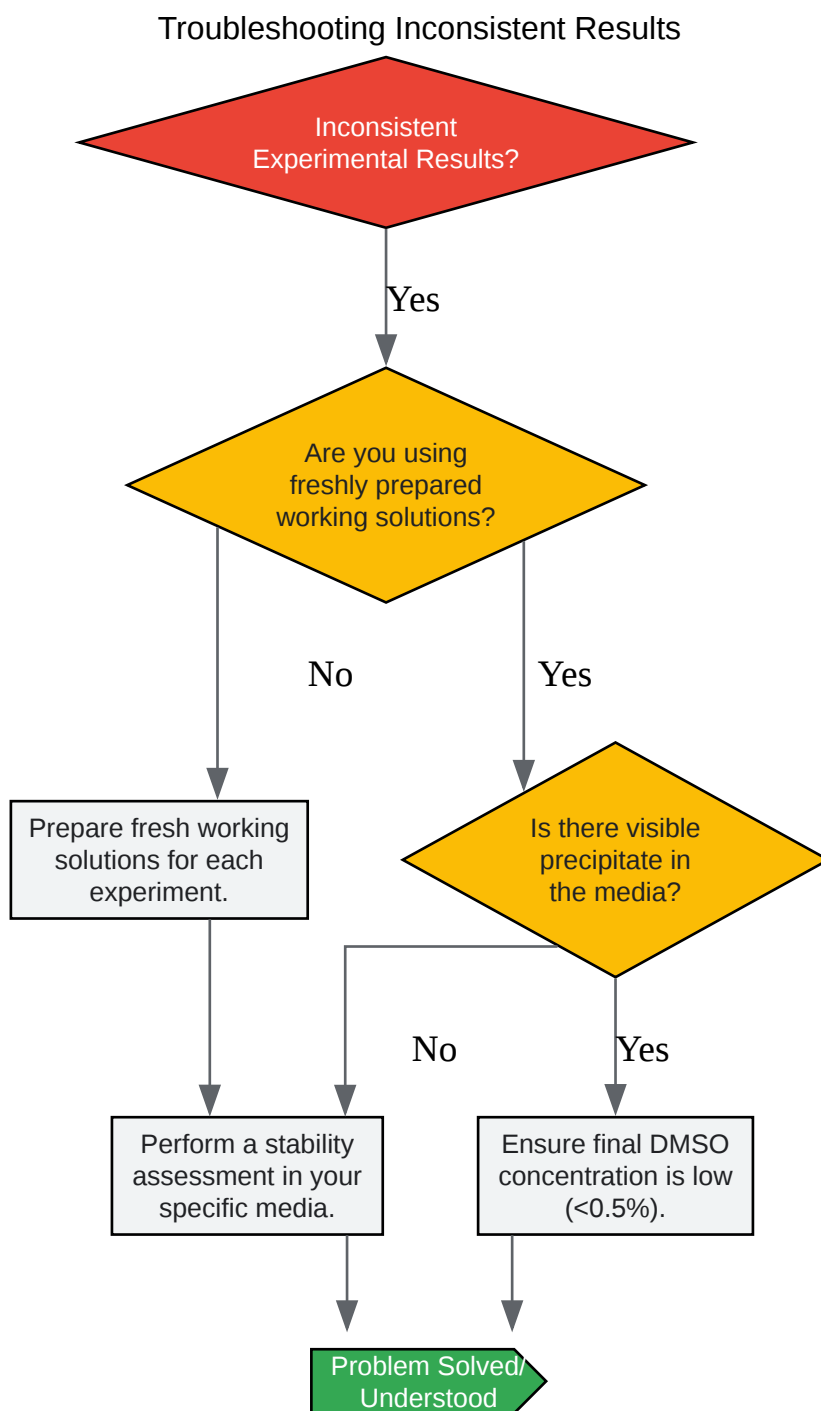 Troubleshooting Inconsistent Results
Inconsistent
Experimental Results?
Yes
Are you using
freshly prepared
working solutions?
No
Yes
Prepare fresh working
solutions for each
experiment.
Is there visible
precipitate in
the media?
No
Yes
Perform a stability
assessment in your
specific media.
Ensure final DMSO
concentration is low
(<0.5%).
Problem Solved/
Understood